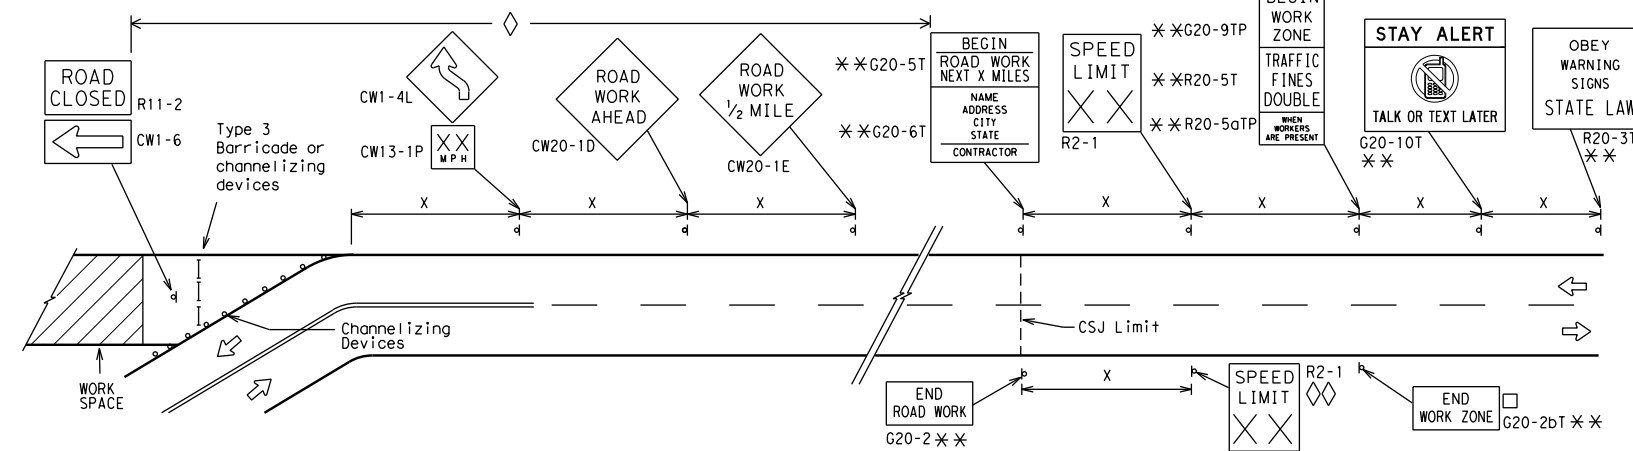 ROAD
CLOSED
R11-2
CW1-6
Type 3
Barricade or
channelizing
devices
CW1-4L
XX
MPH
CW13-1P
ROAD
WORK
AHEAD
CW20-1D
ROAD
WORK
1/2 MILE
CW20-1E
**G20-5T
BEGIN
ROAD WORK
NEXT X MILES
**G20-6T
NAME
ADDRESS
CITY
STATE
CONTRACTOR
SPEED
LIMIT
XX
R2-1
**G20-9TP
BEGIN
WORK
ZONE
**R20-5T
TRAFFIC
FINES
DOUBLE
**R20-5aTP
WHEN
WORKERS
ARE PRESENT
STAY ALERT
TALK OR TEXT LATER
G20-10T
**
OBEY
WARNING
SIGNS
STATE LAW
R20-3T
**
X
X
X
X
X
X
X
Channelizing
Devices
CSJ Limit
WORK
SPACE
END
ROAD WORK
G20-2 **
X
SPEED
LIMIT
XX
R2-1
END
WORK ZONE
G20-2bT **